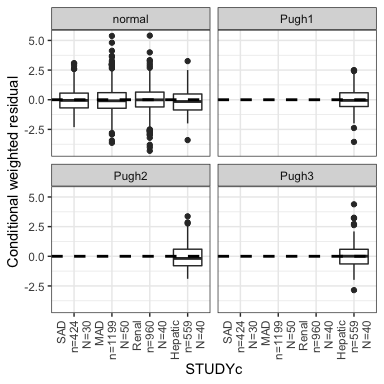 normal
Pugh1
Conditional weighted residual
5.0
2.5
0.0
-2.5
Pugh2
Pugh3
5.0
2.5
0.0
-2.5
SAD
n=424
N=30
MAD
n=1199
N=50
Renal
n=960
N=40
Hepatic
n=559
N=40
SAD
n=424
N=30
MAD
n=1199
N=50
Renal
n=960
N=40
Hepatic
n=559
N=40
STUDYc